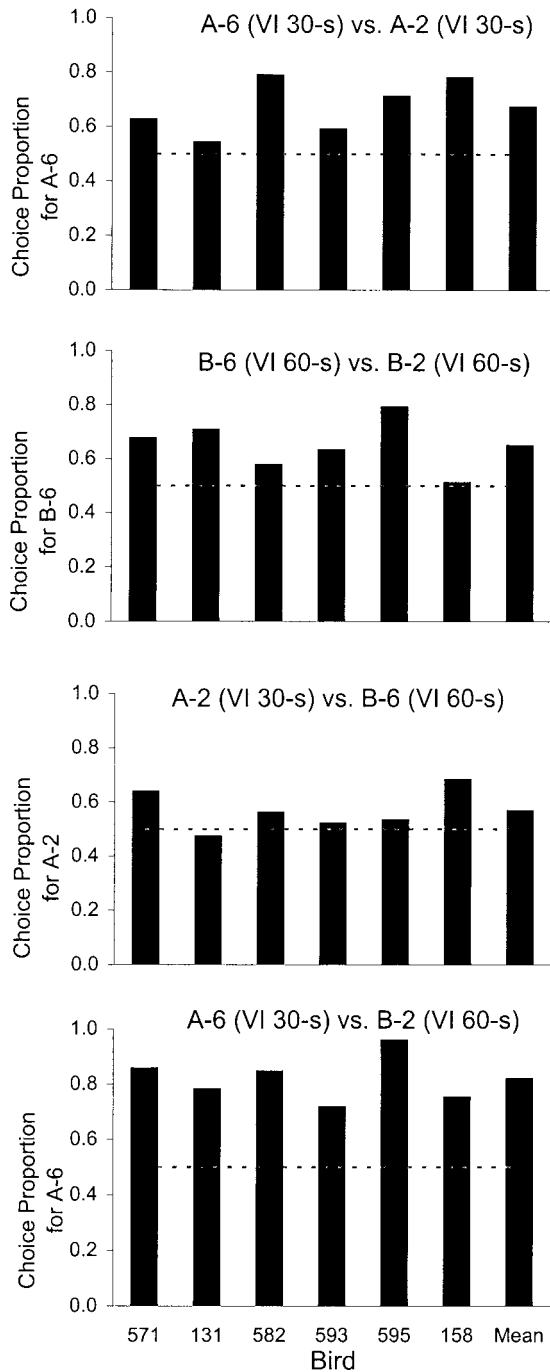 A-6 (VI 30-s) vs. A-2 (VI 30-s)
1.0
0.8
0.6
0.4
0.2
0.0
Choice Proportion
for A-6
B-6 (VI 60-s) vs. B-2 (VI 60-s)
1.0
0.8
0.6
0.4
0.2
0.0
Choice Proportion
for B-6
A-2 (VI 30-s) vs. B-6 (VI 60-s)
1.0
0.8
0.6
0.4
0.2
0.0
Choice Proportion
for A-2
A-6 (VI 30-s) vs. B-2 (VI 60-s)
1.0
0.8
0.6
0.4
0.2
0.0
Choice Proportion
for A-6
571 131 582 593 595 158 Mean
Bird